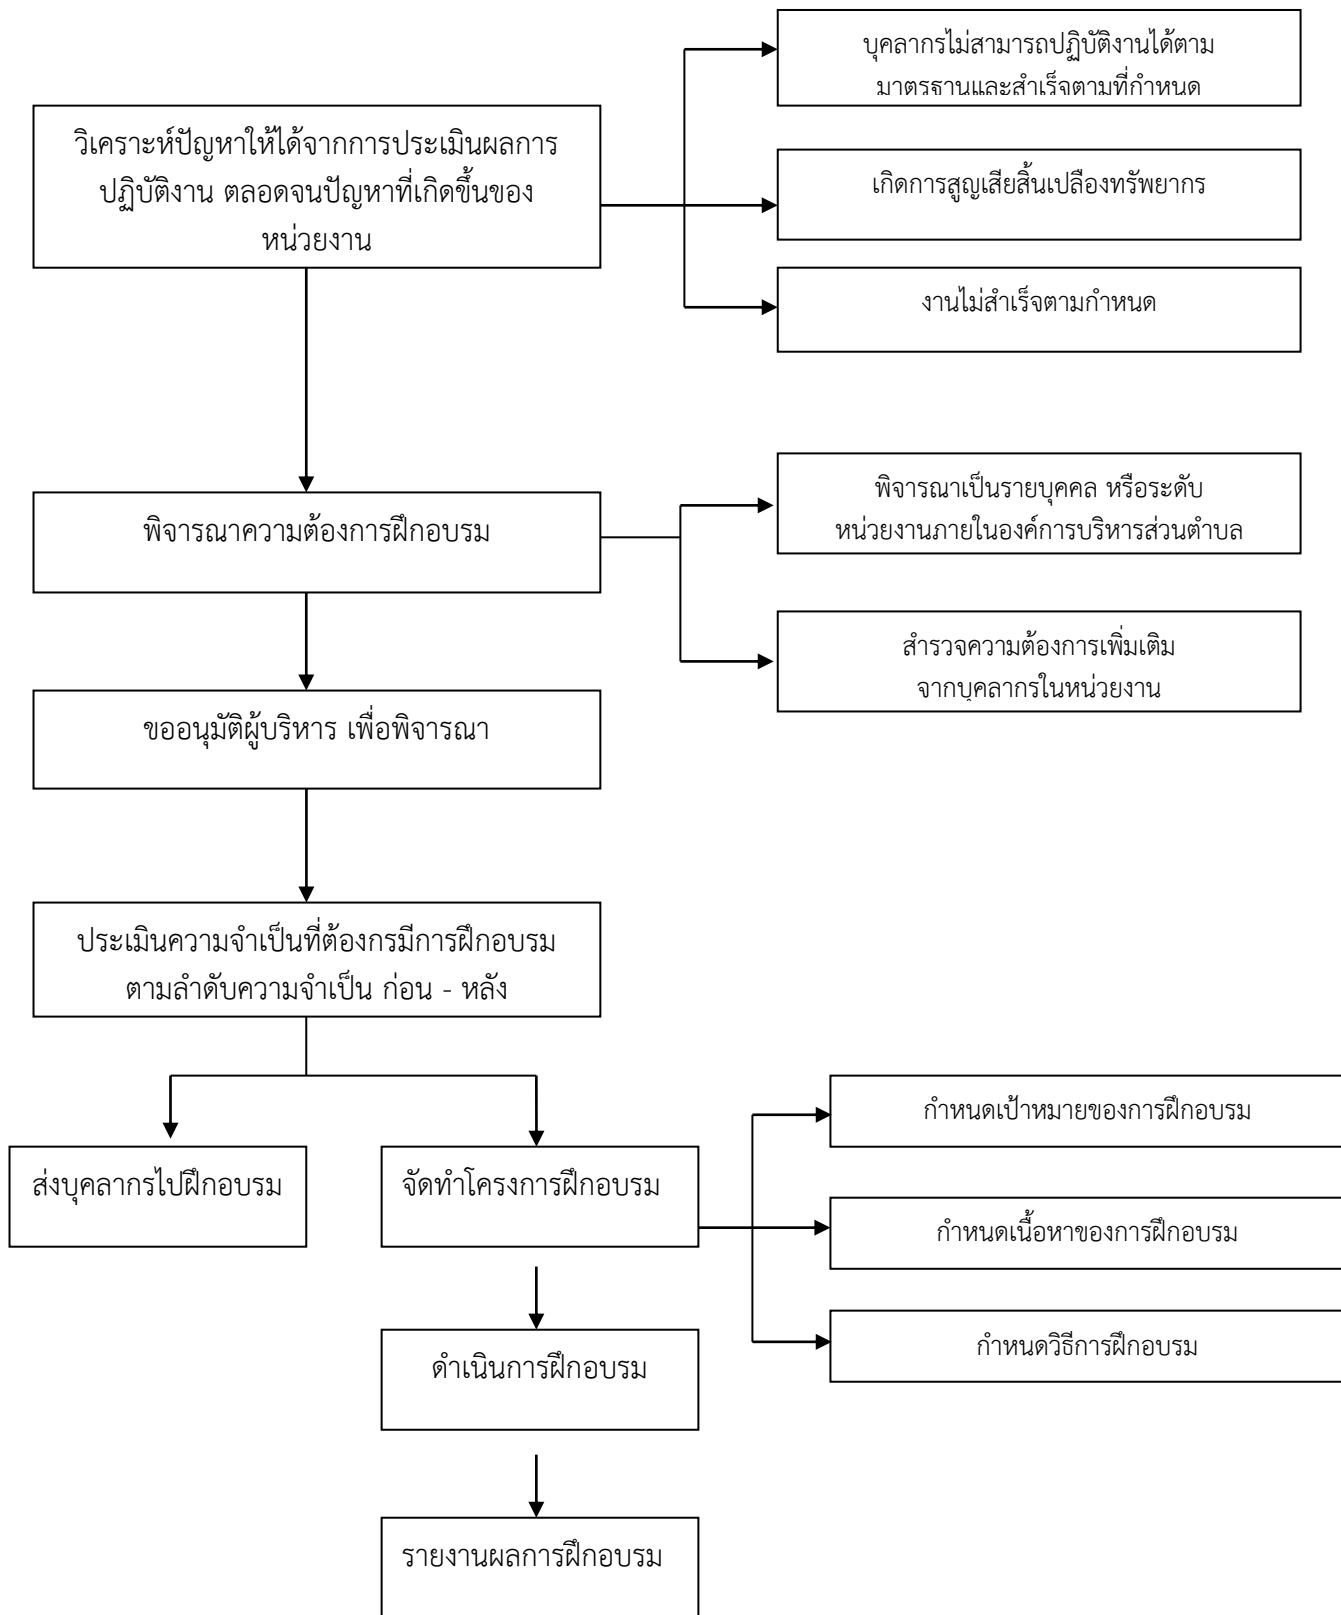 บุคลากรไม่สามารถปฏิบัติงานได้ตาม
มาตรฐานและสำเร็จตามที่กำหนด
วิเคราะห์ปัญหาให้ได้จากการประเมินผลการ
ปฏิบัติงาน ตลอดจนปัญหาที่เกิดขึ้นของ
หน่วยงาน
เกิดการสูญเสียสิ้นเปลืองทรัพยากร
งานไม่สำเร็จตามกำหนด
พิจารณาความต้องการฝึกอบรม
พิจารณาเป็นรายบุคคล หรือระดับ
หน่วยงานภายในองค์การบริหารส่วนตำบล
สำรวจความต้องการเพิ่มเติม
จากบุคลากรในหน่วยงาน
ขออนุมัติผู้บริหาร เพื่อพิจารณา
ประเมินความจำเป็นที่ต้องกรมีการฝึกอบรม
ตามลำดับความจำเป็น ก่อน - หลัง
ส่งบุคลากรไปฝึกอบรม
จัดทำโครงการฝึกอบรม
กำหนดเป้าหมายของการฝึกอบรม
กำหนดเนื้อหาของการฝึกอบรม
กำหนดวิธีการฝึกอบรม
ดำเนินการฝึกอบรม
รายงานผลการฝึกอบรม